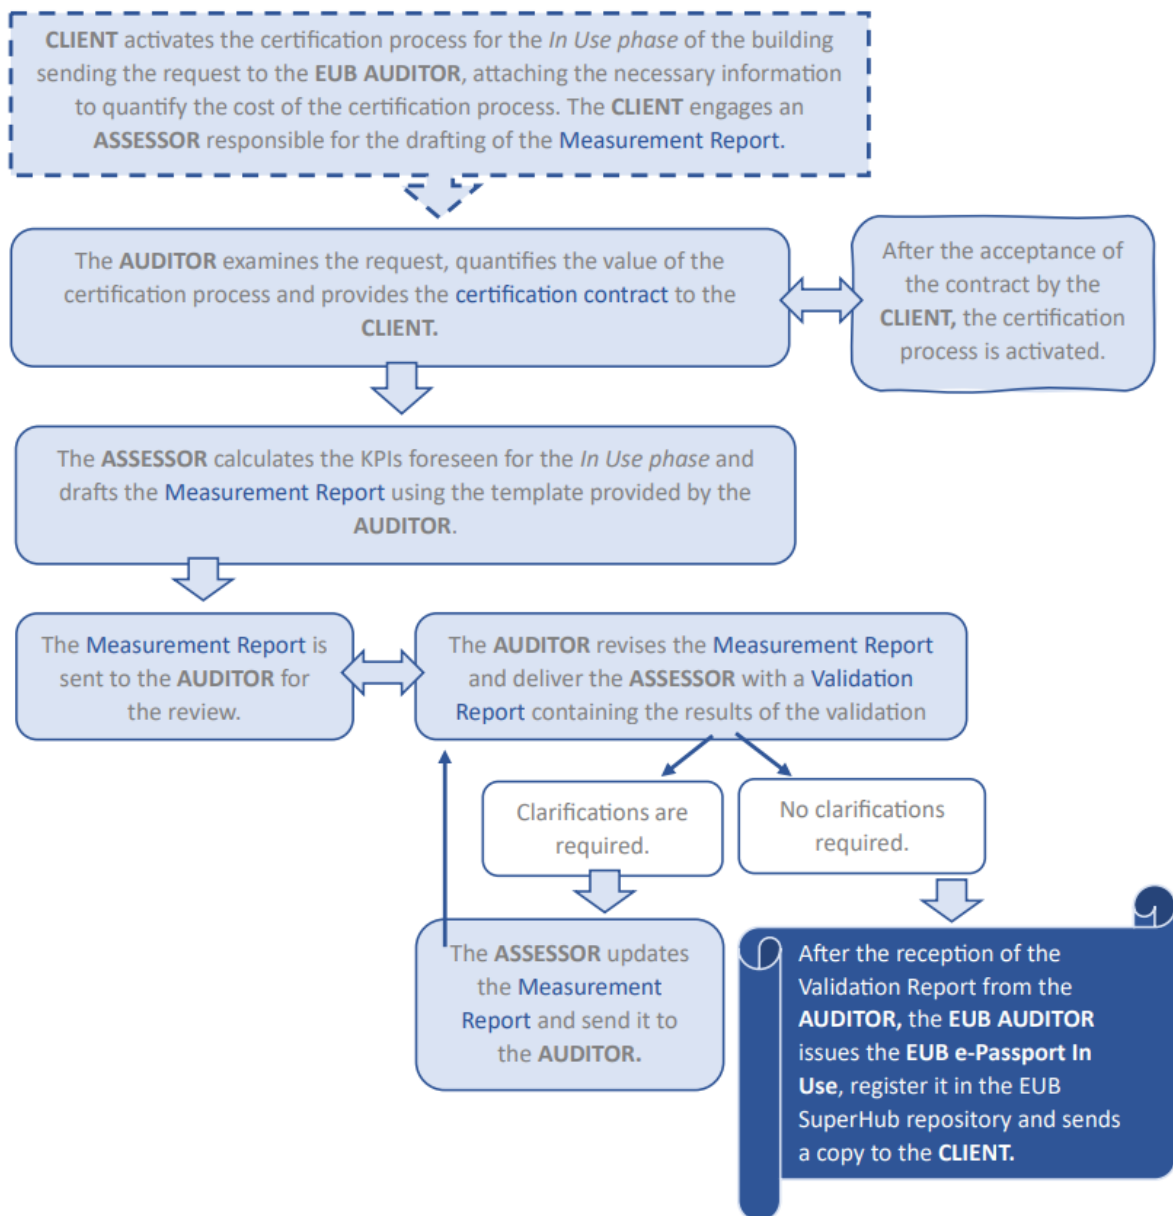 CLIENT activates the certification process for the In Use phase of the building
sending the request to the EUB AUDITOR, attaching the necessary information
to quantify the cost of the certification process. The CLIENT engages an
ASSESSOR responsible for the drafting of the Measurement Report.
The AUDITOR examines the request, quantifies the value of the
certification process and provides the certification contract to the
CLIENT.
After the acceptance of
the contract by the
CLIENT, the certification
process is activated.
The ASSESSOR calculates the KPIs foreseen for the In Use phase and
drafts the Measurement Report using the template provided by the
AUDITOR.
The Measurement Report is
sent to the AUDITOR for
the review.
The AUDITOR revises the Measurement Report
and deliver the ASSESSOR with a Validation
Report containing the results of the validation
Clarifications are
required.
No clarifications
required.
The ASSESSOR updates
the Measurement
Report and send it to
the AUDITOR.
After the reception of the
Validation Report from the
AUDITOR, the EUB AUDITOR
issues the EUB e-Passport In
Use, register it in the EUB
SuperHub repository and sends
a copy to the CLIENT.